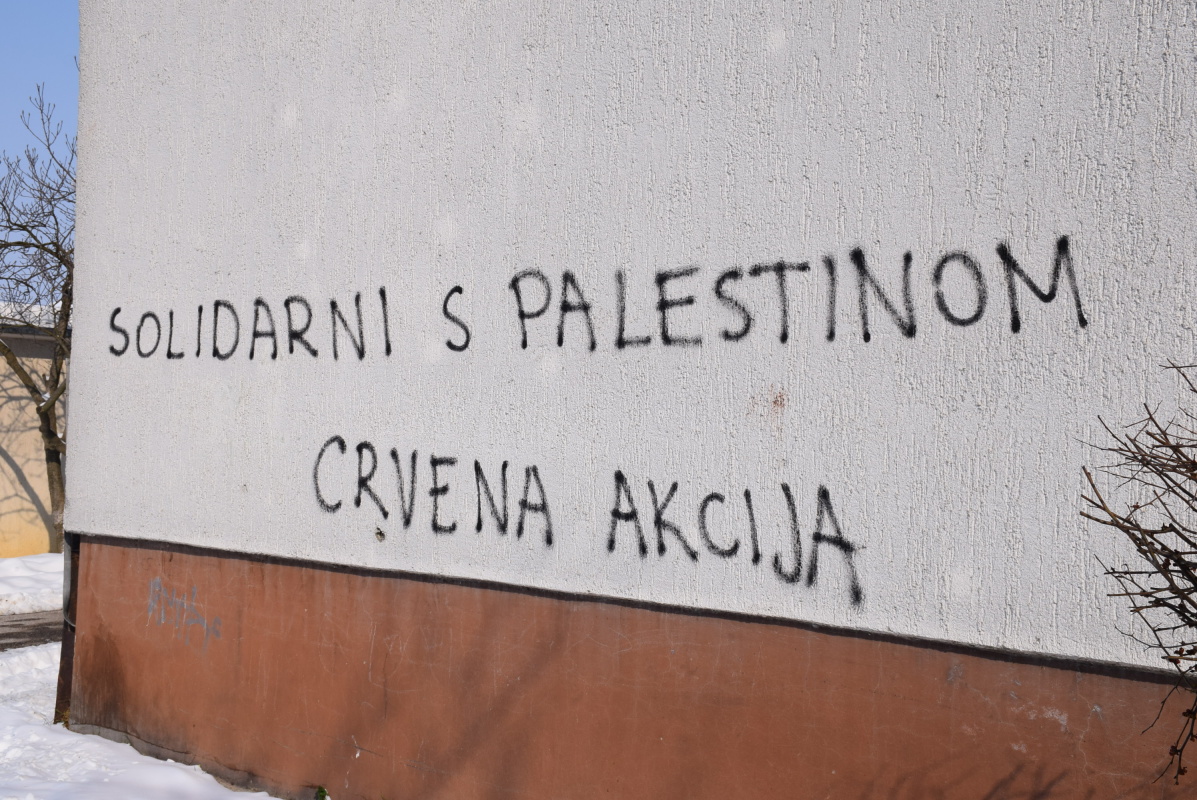 SOLIDARNI S PALESTINOM
CRVENA AKCIJA